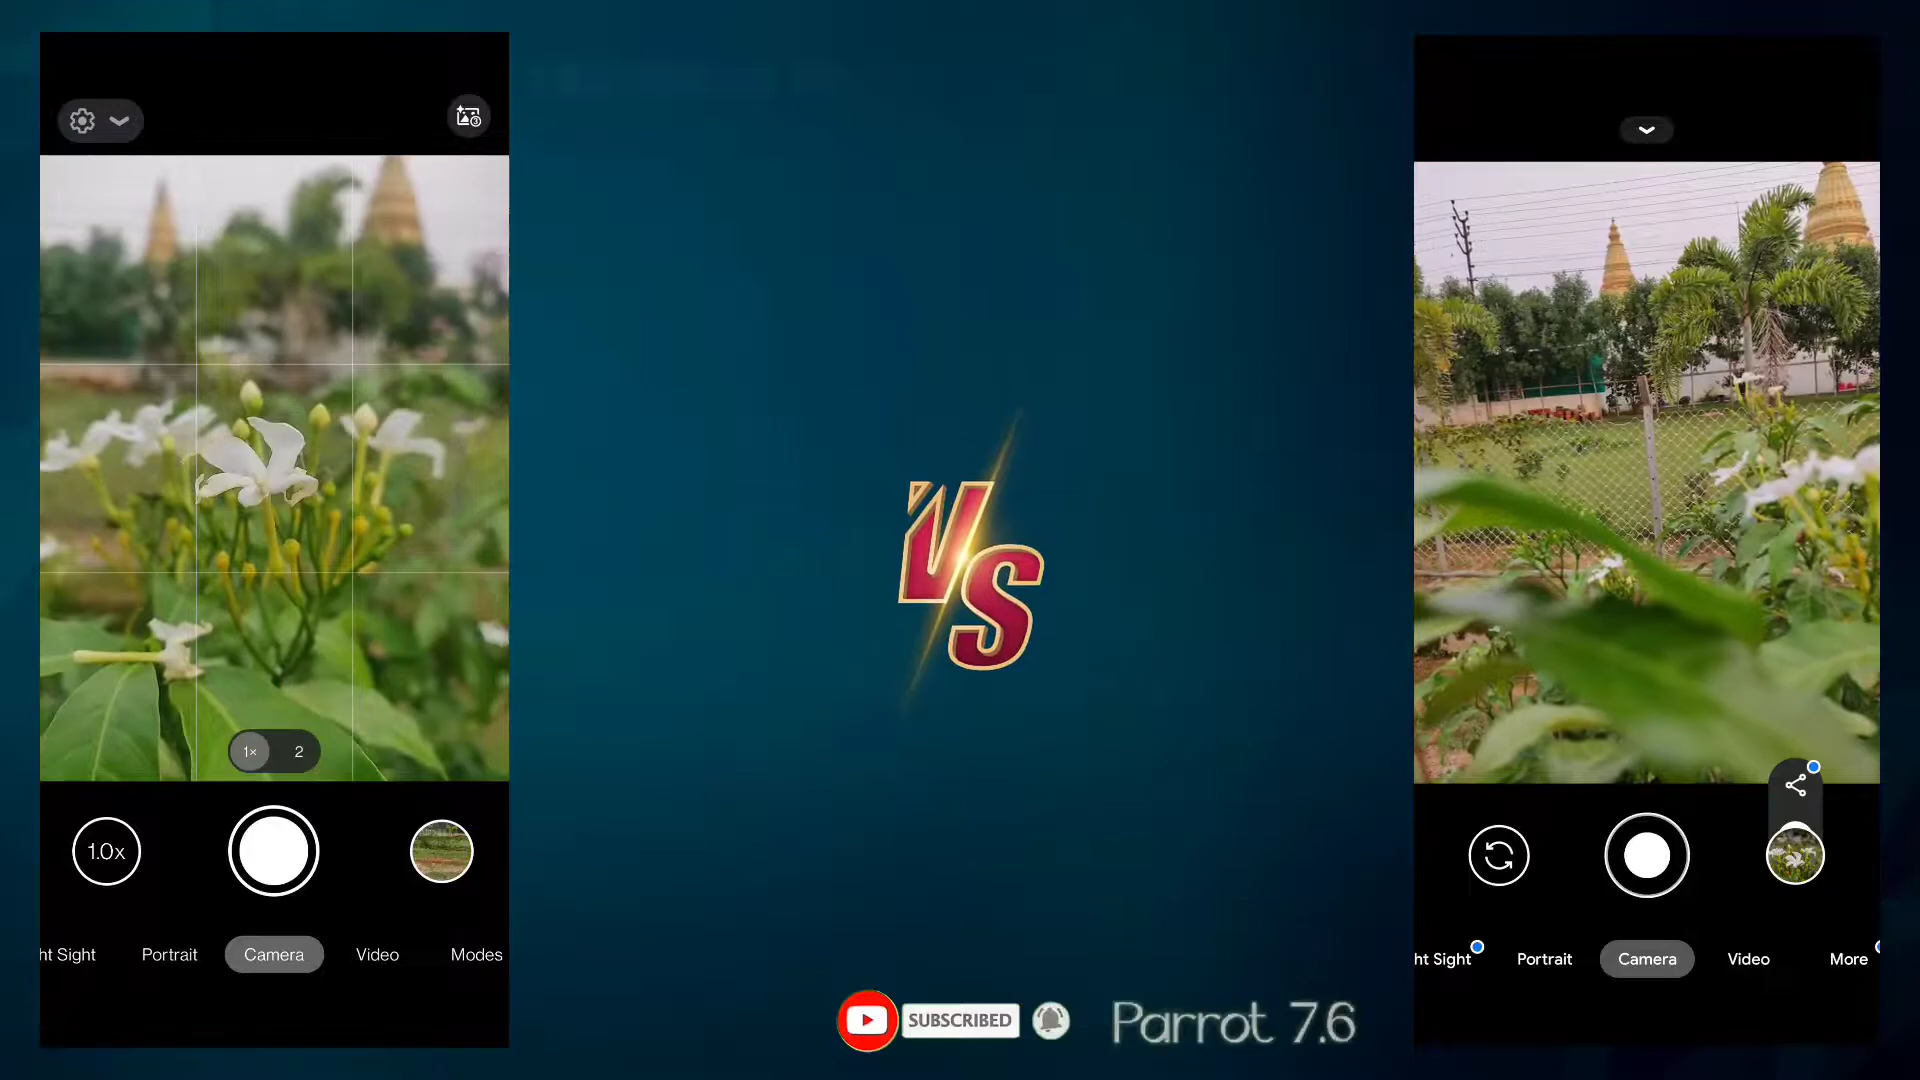 1×
2
1.0x
ht Sight
Portrait
Camera
Video
Modes
VS
SUBSCRIBED
Parrot 7.6
ht Sight
Portrait
Camera
Video
More